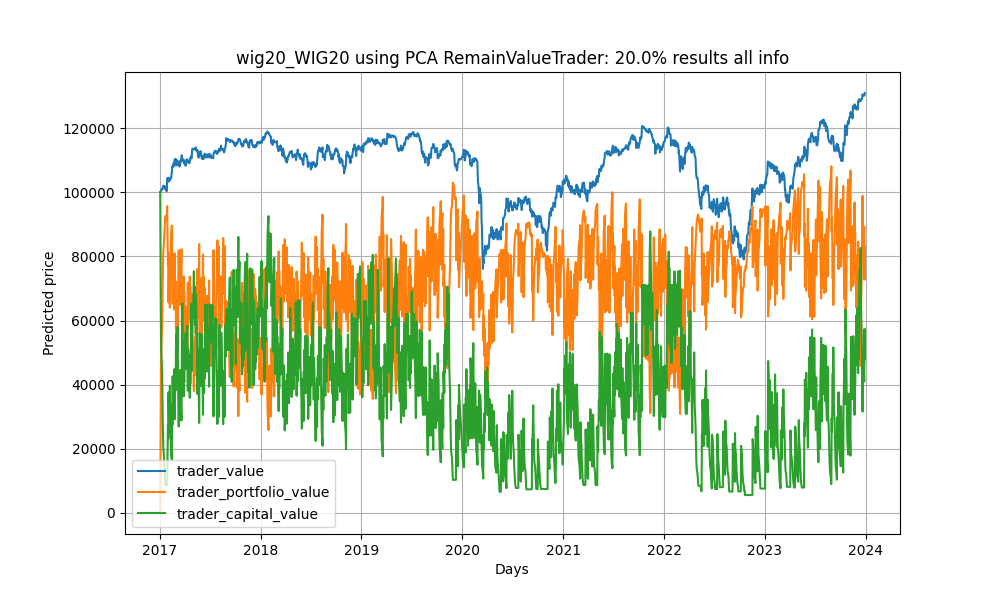 wig20_WIG20 using PCA RemainValueTrader: 20.0% results all info
Predicted price
120000
100000
80000
60000
40000
20000
0
trader_value
trader_portfolio_value
trader_capital_value
2017 2018 2019 2020 2021 2022 2023 2024
Days